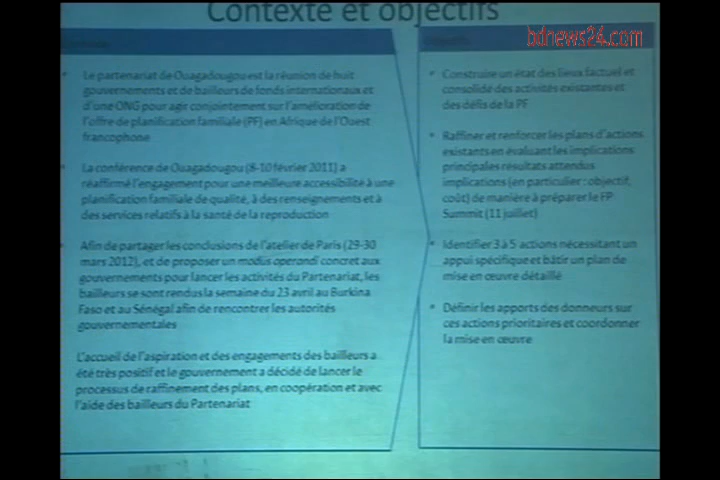 Contexte et objectifs
bdnews24.com
• Le partenariat de Ouagadougou est la réunion de huit
gouvernements et de bailleurs de fonds internationaux et
d'une ONG pour agir conjointement sur l'amélioration de
l'offre de planification familiale (PF) en Afrique de l'Ouest
francophone
• La conférence de Ouagadougou (8-10 février 2011) a
réaffirmé l'engagement pour une meilleure accessibilité à une
planification familiale de qualité, à des renseignements et à
des services relatifs à la santé de la reproduction
• Afin de partager les conclusions de l'atelier de Paris (29-30
mars 2012), et de proposer un modus operandi concret aux
gouvernements pour lancer les activités du Partenariat, les
bailleurs se sont rendus la semaine du 23 avril au Burkina
Faso et au Sénégal afin de rencontrer les autorités
gouvernementales
L'accueil de l'aspiration et des engagements des bailleurs a
été très positif et le gouvernement a décidé de lancer le
processus de raffinement des plans, en coopération et avec
l'aide des bailleurs du Partenariat
• Construire un état des lieux factuel et
consolidé des activités existantes et
des défis de la PF
• Raffiner et renforcer les plans d'actions
existants en évaluant les implications
principales résultats attendus
implications (en particulier : objectif,
coût) de manière à préparer le FP
Summit (11 juillet)
• Identifier 3 à 5 actions nécessitant un
appui spécifique et bâtir un plan de
mise en œuvre détaillé
• Définir les apports des donneurs sur
ces actions prioritaires et coordonner
la mise en œuvre